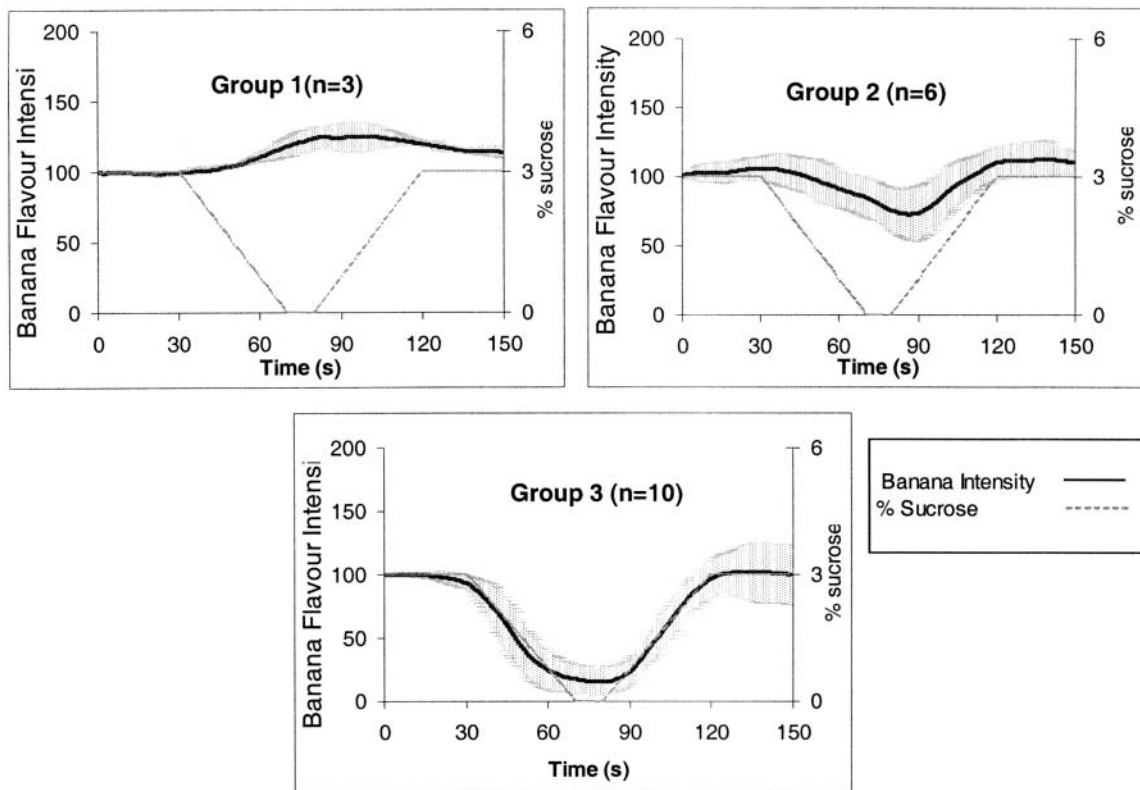 200
150
100
50
0
Banana Flavour Intensi
Group 1(n=3)
6
3
0
% sucrose
0 30 60 90 120 150
Time (s)
200
150
100
50
0
Banana Flavour Intensity
Group 2 (n=6)
6
3
0
% sucrose
0 30 60 90 120 150
Time (s)
200
150
100
50
0
Banana Flavour Intensi
Group 3 (n=10)
6
3
0
% sucrose
0 30 60 90 120 150
Time (s)
Banana Intensity
% Sucrose